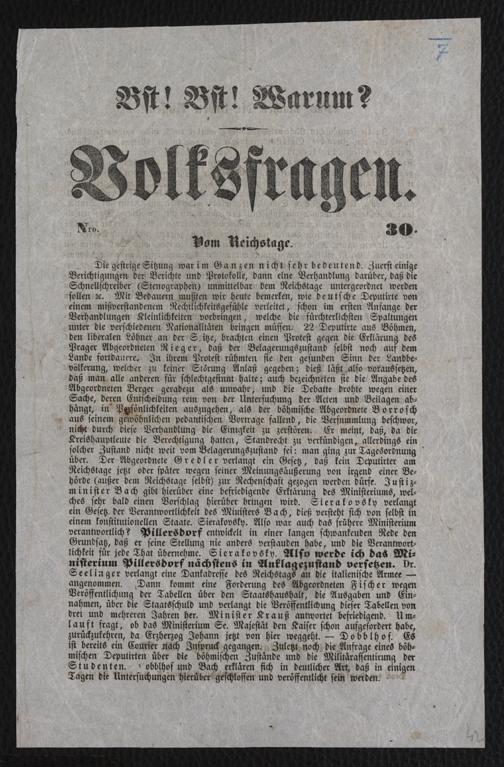 7
Bst! Bst! Warum?
Volksfragen.
Nro. 30.
Vom Reichstage.
Die gestrige Sitzung war im Ganzen nicht sehr bedeutend. Zuerst einige
Berichtigungen der Berichte und Protokolle, dann eine Verhandlung darüber, daß die
Schnellschreiber (Stenographen) unmittelbar dem Reichstage untergeordnet werden
sollen ꝛc. Mit Bedauern mußten wir heute bemerken, wie deutsche Deputirte von
einem mißverstandenem Rechtlichkeitsgefühle verleitet, schon im ersten Anfange der
Verhandlungen Kleinlichkeiten vorbringen, welche die fürchterlichsten Spaltungen
unter die verschiedenen Nationalitäten bringen müssen. 22 Deputirte aus Böhmen,
den liberalen Löhner an der Spitze, brachten einen Protest gegen die Erklärung des
Prager Abgeordneten Rieger, daß der Belagerungszustand selbst noch auf dem
Lande fortdauere. In ihrem Protest rühmten sie den gesunden Sinn der Landbe-
völkerung, welcher zu keiner Störung Anlaß gegeben; dieß läßt also voraussetzen,
daß man alle andern für schlechtgesinnt halte; auch bezeichneten sie die Angabe des
Abgeordneten Berger geradezu als unwahr, und die Debatte drohte wegen einer
Sache, deren Entscheidung rein von der Untersuchung der Acten und Beilagen ab-
hängt, in Persönlichkeiten auszugehen, als der böhmische Abgeordnete Borrosch
aus seinem gewöhnlichen pedantischen Vortrage fallend, die Versammlung beschwor,
nicht durch diese Verhandlung die Einigkeit zu zerstören. Er meint, daß, da die
Kreishauptleute die Berechtigung hatten, Standrecht zu verkündigen, allerdings ein
solcher Zustand nicht weit vom Belagerungszustand sei: man ging zur Tagesordnung
über. Der Abgeordnete Gredler verlangt ein Gesetz, daß kein Deputirter am
Reichstage jetzt oder später wegen seiner Meinungsäußerung von irgend einer Be-
hörde (außer dem Reichstage selbst) zur Rechenschaft gezogen werden dürfe. Justiz-
minister Bach gibt hierüber eine befriedigende Erklärung des Ministeriums, wel-
ches sehr bald einen Vorschlag hierüber bringen wird. Sierakovsky verlangt
ein Gesetz der Verantwortlichkeit des Ministers Bach, dieß versteht sich von selbst in
einem konstitutionellen Staate. Sierakovsky. Also war auch das frühere Ministerium
verantwortlich? Pillersdorf entwickelt in einer langen schwankenden Rede den
Grundsatz, daß er seine Stellung nie anders verstanden habe, und die Verantwort-
lichkeit für jede That übernehme. Sierakovsky. Also werde ich das Mi-
nisterium Pillersdorf nächstens in Anklagezustand versetzen. Dr.
Seelinger verlangt eine Dankadresse des Reichstags an die italienische Armee —
angenommen. Dann kommt eine Forderung des Abgeordneten Fischer wegen
Veröffentlichung der Tabellen über den Staatshaushalt, die Ausgaben und Ein-
nahmen, über die Staatsschuld und verlangt die Veröffentlichung dieser Tabellen von
drei und mehreren Jahren her. Minister Krauß antwortet befriedigend. Um-
lauft fragt, ob das Ministerium Se. Majestät den Kaiser schon aufgefordert habe,
zurückzukehren, da Erzherzog Johann jetzt von hier weggeht. — Dobblhof. Es
ist bereits ein Courier nach Inspruck gegangen. Zuletzt noch die Anfrage eines böh-
mischen Deputirten über die böhmischen Zustände und die Militäraffentirung der
Studenten. obblhof und Bach erklären sich in deutlicher Art, daß in einigen
Tagen die Untersuchungen hierüber geschlossen und veröffentlicht sein werden.